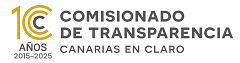 10
AÑOS
2015-2025
COMISIONADO
DE TRANSPARENCIA
CANARIAS EN CLARO